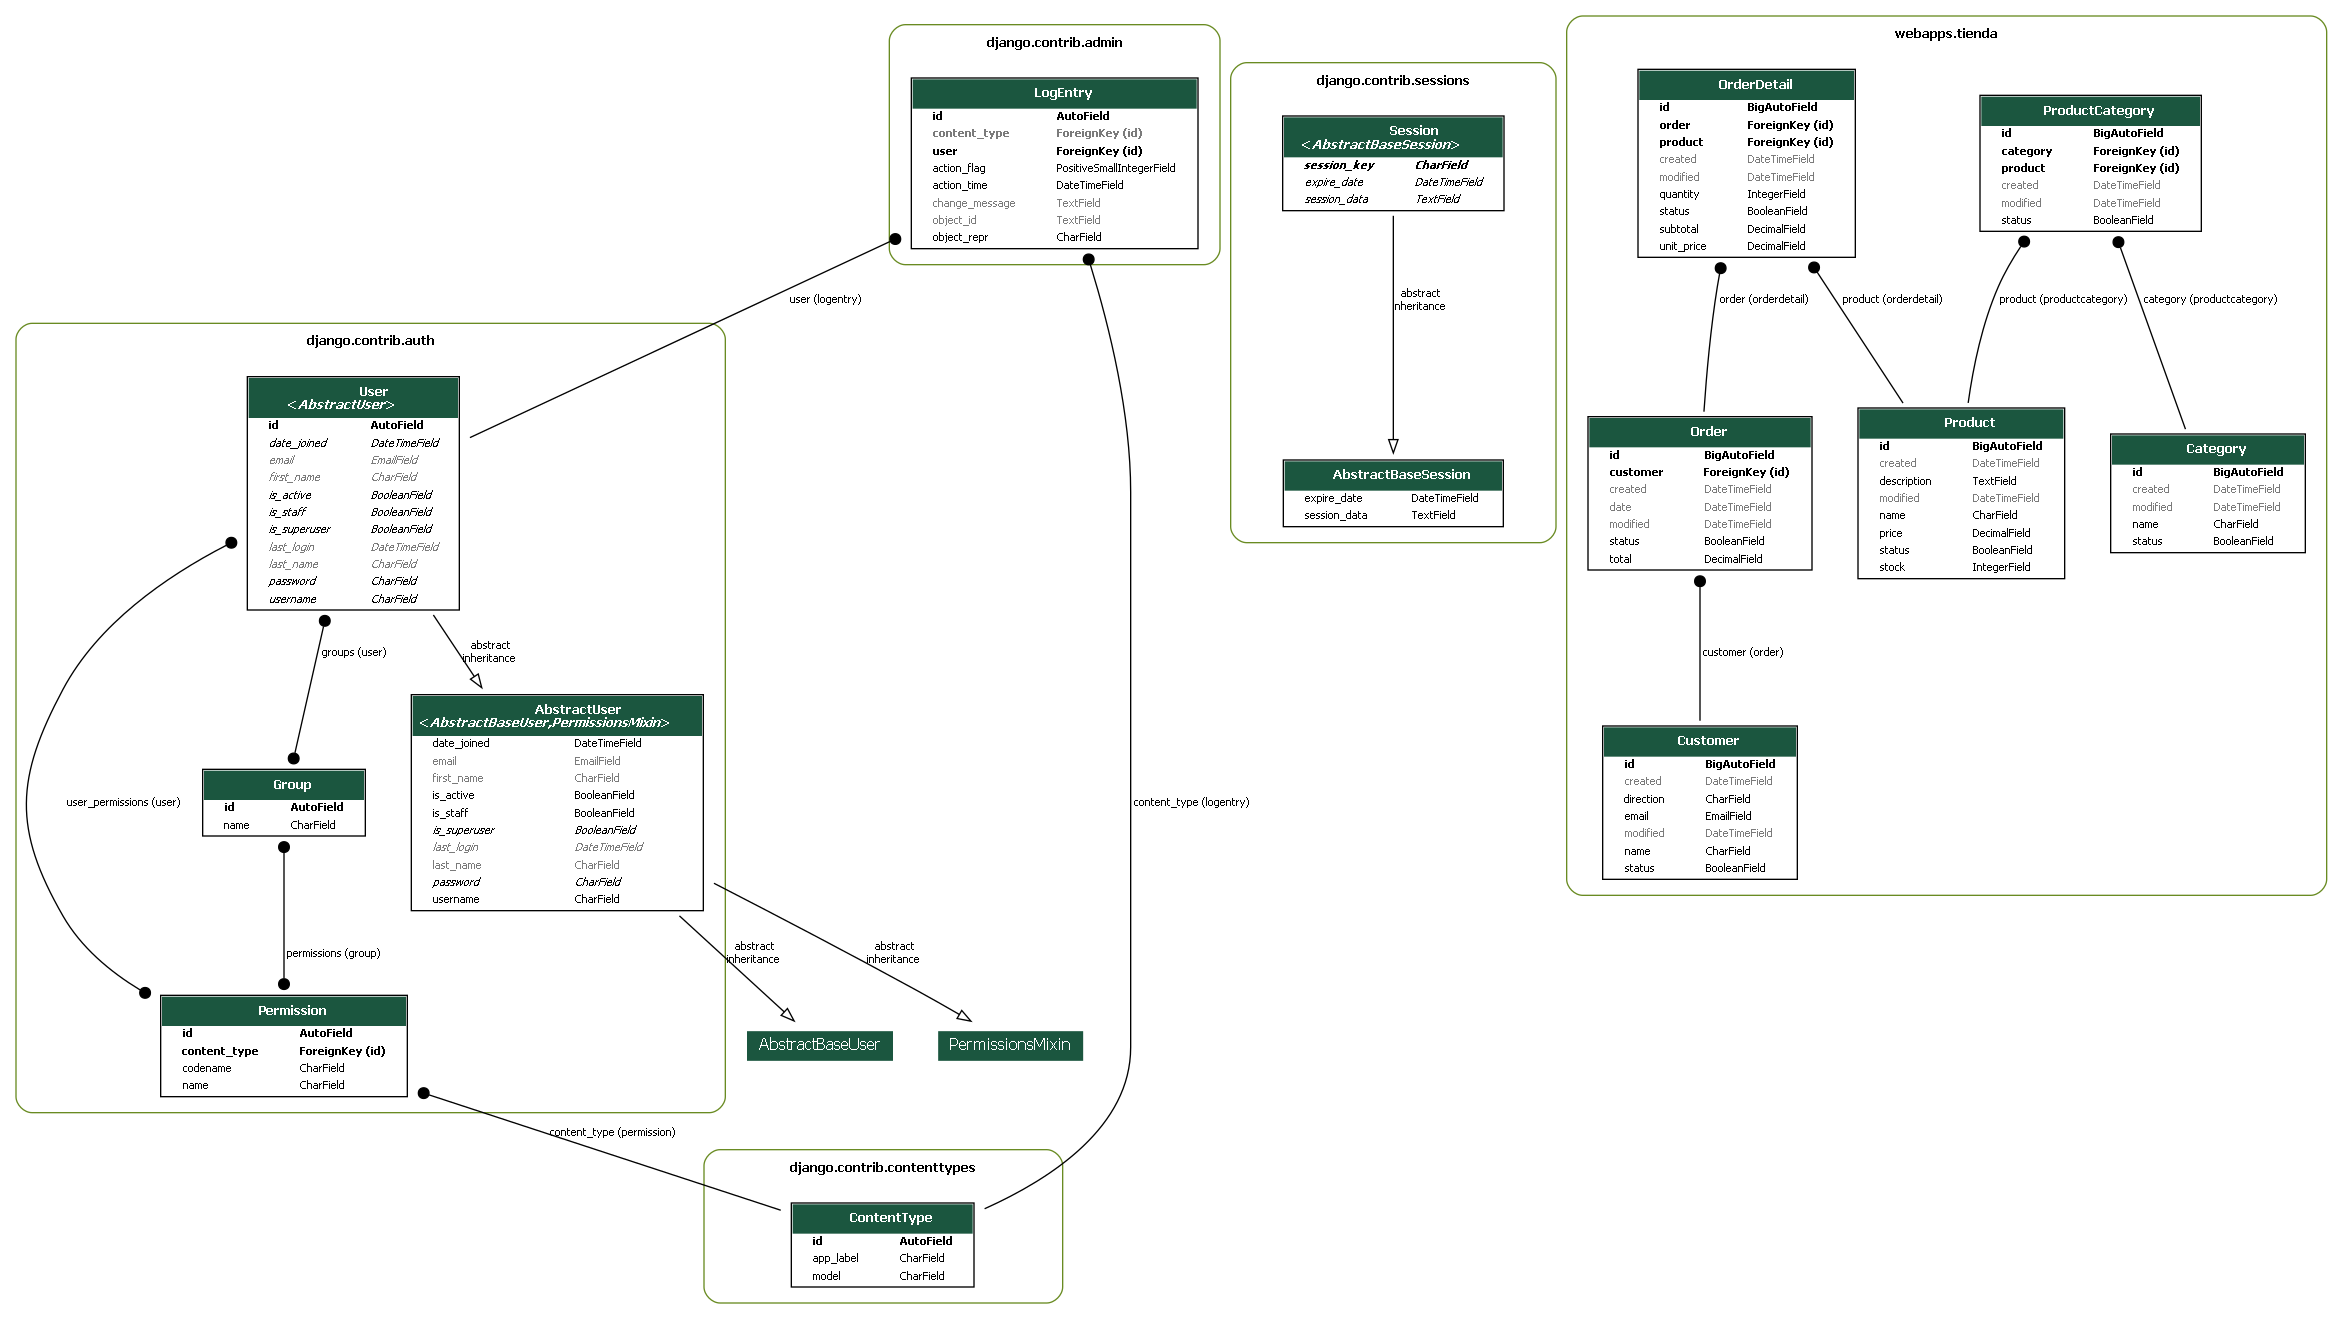 django.contrib.admin
LogEntry
id AutoField
content_type ForeignKey (id)
user ForeignKey (id)
action_flag PositiveSmallIntegerField
action_time DateTimeField
change_message TextField
object_id TextField
object_repr CharField
user (logentry)
content_type (logentry)
django.contrib.sessions
Session
<AbstractBaseSession>
session_key CharField
expire_date DateTimeField
session_data TextField
abstract
inheritance
AbstractBaseSession
expire_date DateTimeField
session_data TextField
webapps.tienda
OrderDetail
id BigAutoField
order ForeignKey (id)
product ForeignKey (id)
created DateTimeField
modified DateTimeField
quantity IntegerField
status BooleanField
subtotal DecimalField
unit_price DecimalField
ProductCategory
id BigAutoField
category ForeignKey (id)
product ForeignKey (id)
created DateTimeField
modified DateTimeField
status BooleanField
order (orderdetail)
product (orderdetail)
product (productcategory)
category (productcategory)
Order
id BigAutoField
customer ForeignKey (id)
created DateTimeField
date DateTimeField
modified DateTimeField
status BooleanField
total DecimalField
Product
id BigAutoField
created DateTimeField
description TextField
modified DateTimeField
name CharField
price DecimalField
status BooleanField
stock IntegerField
Category
id BigAutoField
created DateTimeField
modified DateTimeField
name CharField
status BooleanField
customer (order)
Customer
id BigAutoField
created DateTimeField
direction CharField
email EmailField
modified DateTimeField
name CharField
status BooleanField
django.contrib.auth
User
<AbstractUser>
id AutoField
date_joined DateTimeField
email EmailField
first_name CharField
is_active BooleanField
is_staff BooleanField
is_superuser BooleanField
last_login DateTimeField
last_name CharField
password CharField
username CharField
groups (user)
abstract
inheritance
user_permissions (user)
Group
id AutoField
name CharField
AbstractUser
<AbstractBaseUser,PermissionsMixin>
date_joined DateTimeField
email EmailField
first_name CharField
is_active BooleanField
is_staff BooleanField
is_superuser BooleanField
last_login DateTimeField
last_name CharField
password CharField
username CharField
permissions (group)
abstract
inheritance
abstract
inheritance
Permission
id AutoField
content_type ForeignKey (id)
codename CharField
name CharField
AbstractBaseUser
PermissionsMixin
content_type (permission)
django.contrib.contenttypes
ContentType
id AutoField
app_label CharField
model CharField